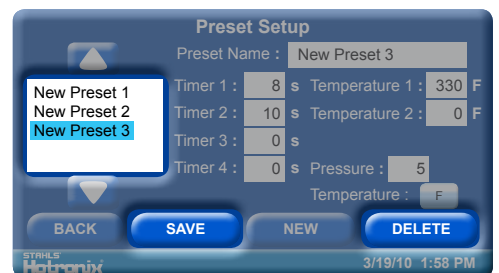 Preset Setup
Preset Name : New Preset 3
New Preset 1
New Preset 2
New Preset 3
Timer 1 : 8 s Temperature 1 : 330 F
Timer 2 : 10 s Temperature 2 : 0 F
Timer 3 : 0 s
Timer 4 : 0 s Pressure : 5
Temperature : F
BACK SAVE NEW DELETE
STAHLS'
Hotronix 3/19/10 1:58 PM